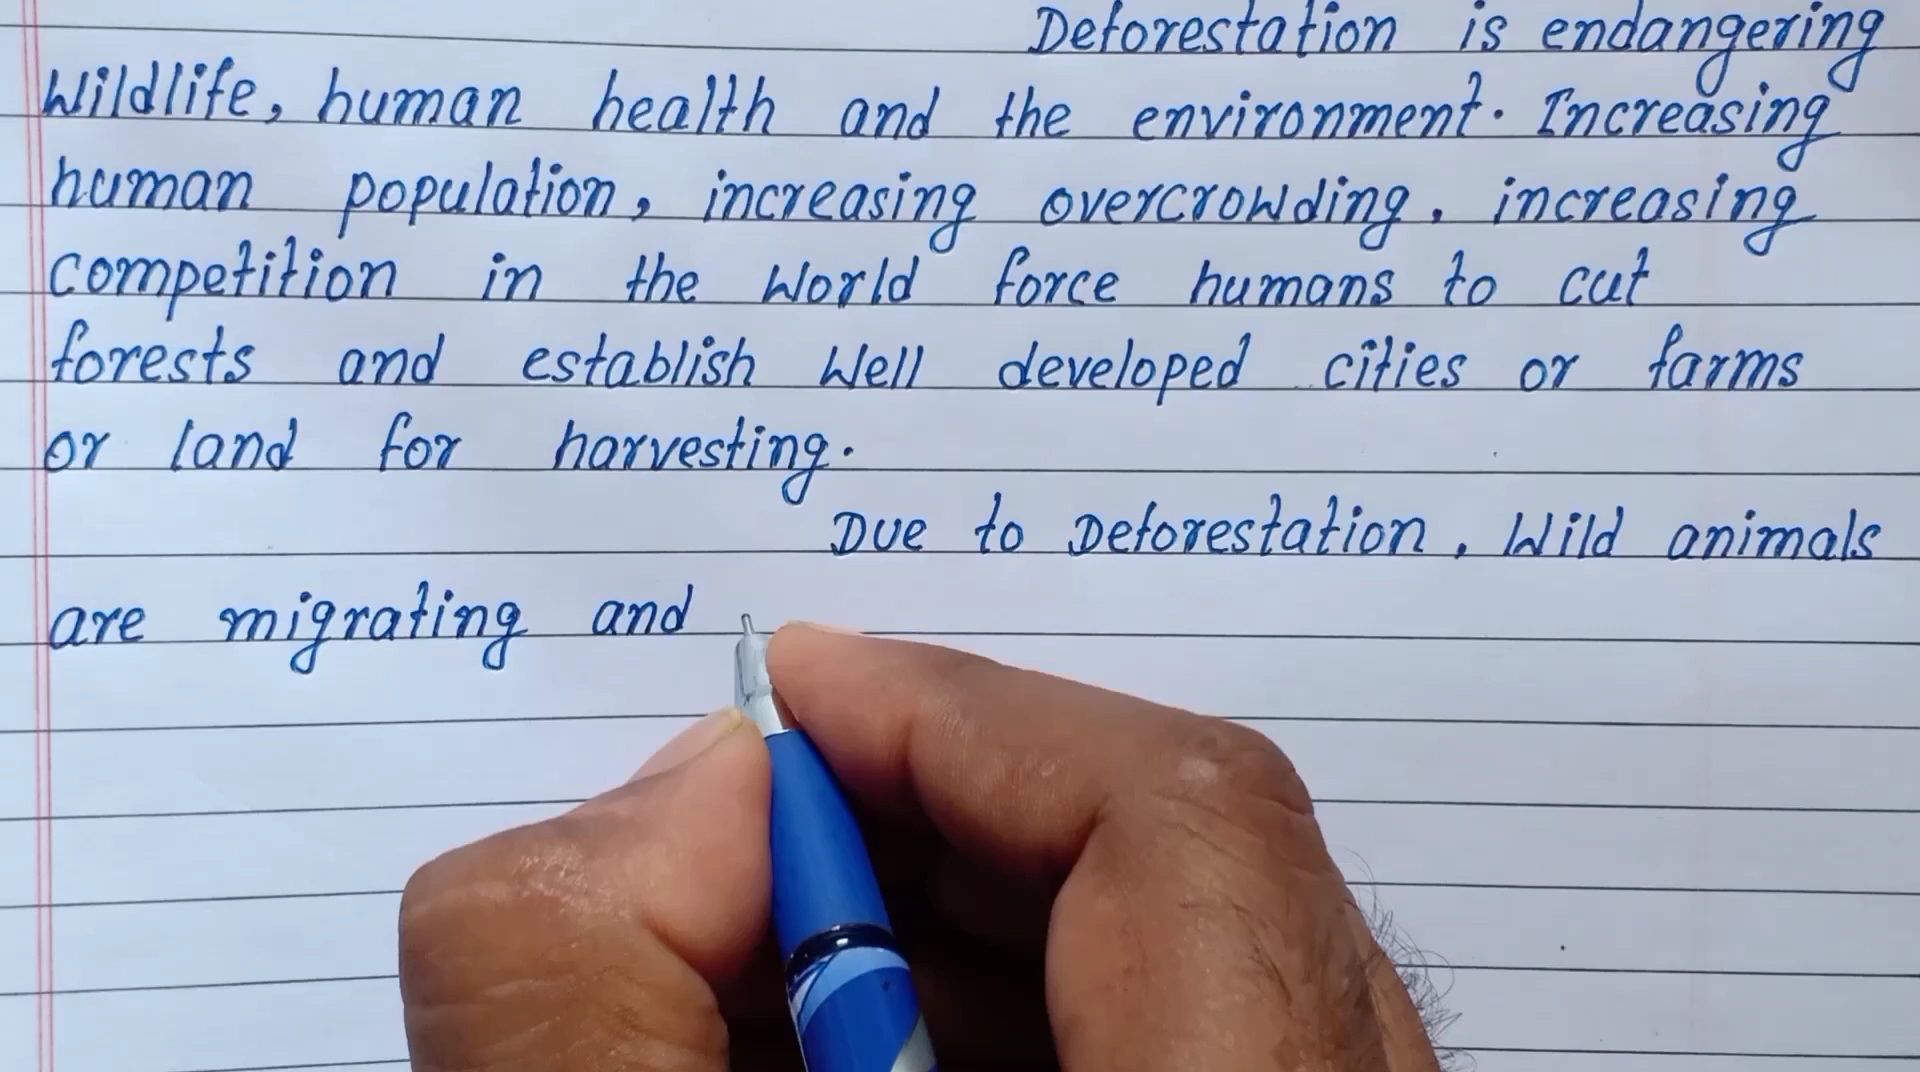 Deforestation is endangering
Wildlife, human health and the environment. Increasing
human population, increasing overcrowding, increasing
competition in the World force humans to cut
forests and establish Well developed cities or farms
or land for harvesting.
Due to Deforestation, Wild animals
are migrating and